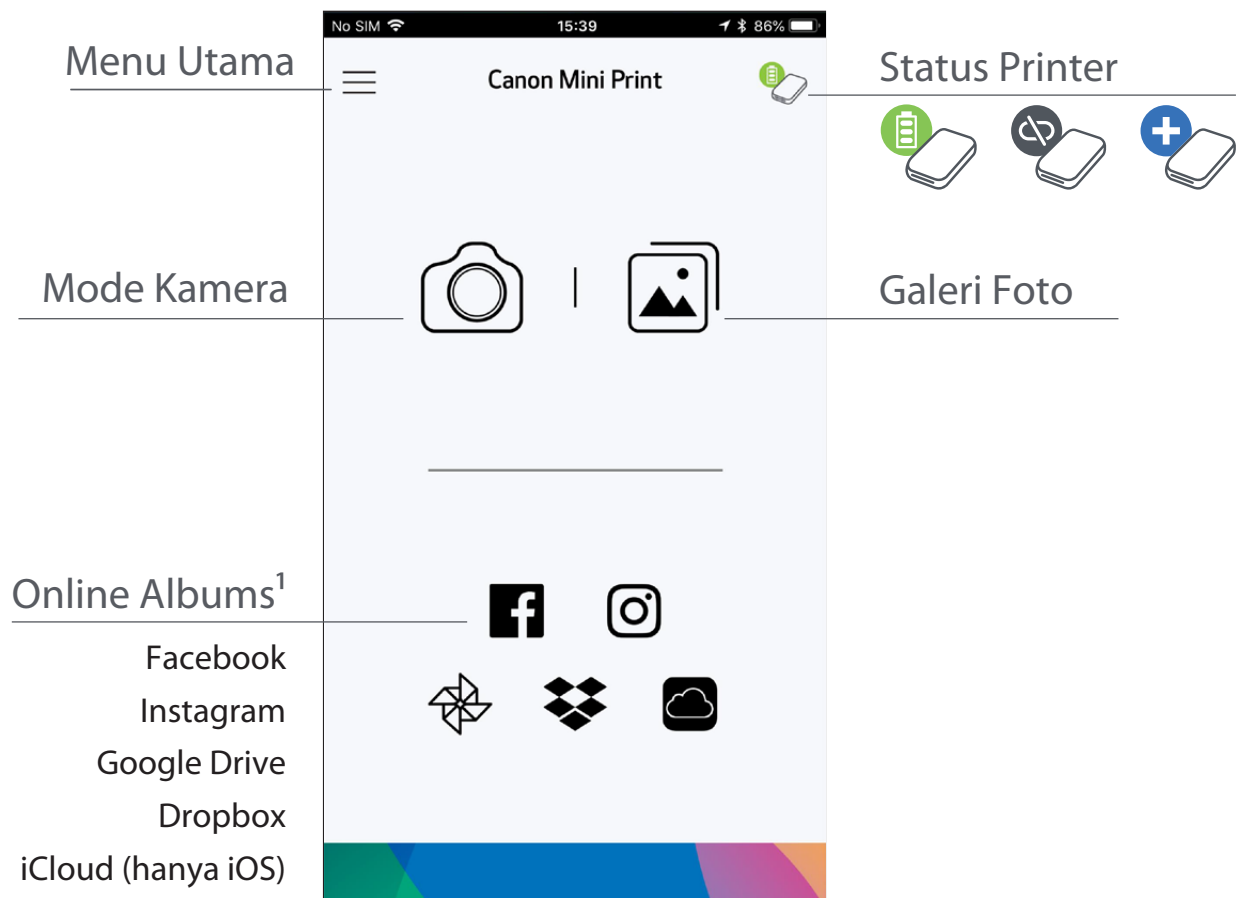 No SIM 15:39 86%
Menu Utama
Canon Mini Print
Status Printer
Mode Kamera
Galeri Foto
Online Albums¹
Facebook
Instagram
Google Drive
Dropbox
iCloud (hanya iOS)